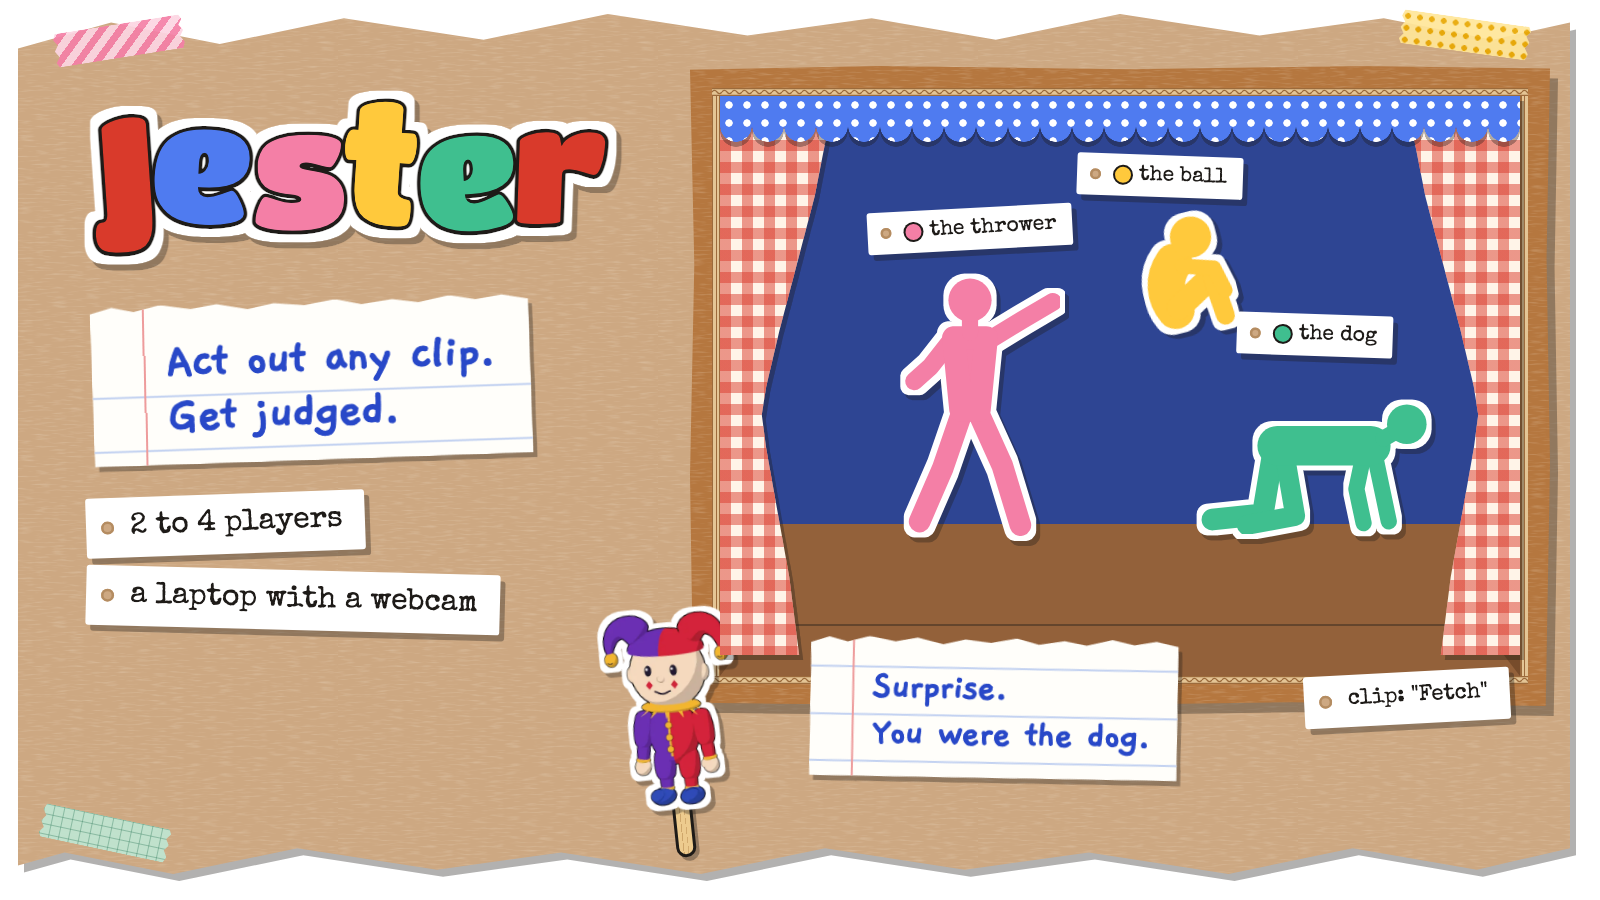 Jester
Act out any clip.
Get judged.
2 to 4 players
a laptop with a webcam
the ball
the thrower
the dog
Surprise.
You were the dog.
clip: "Fetch"